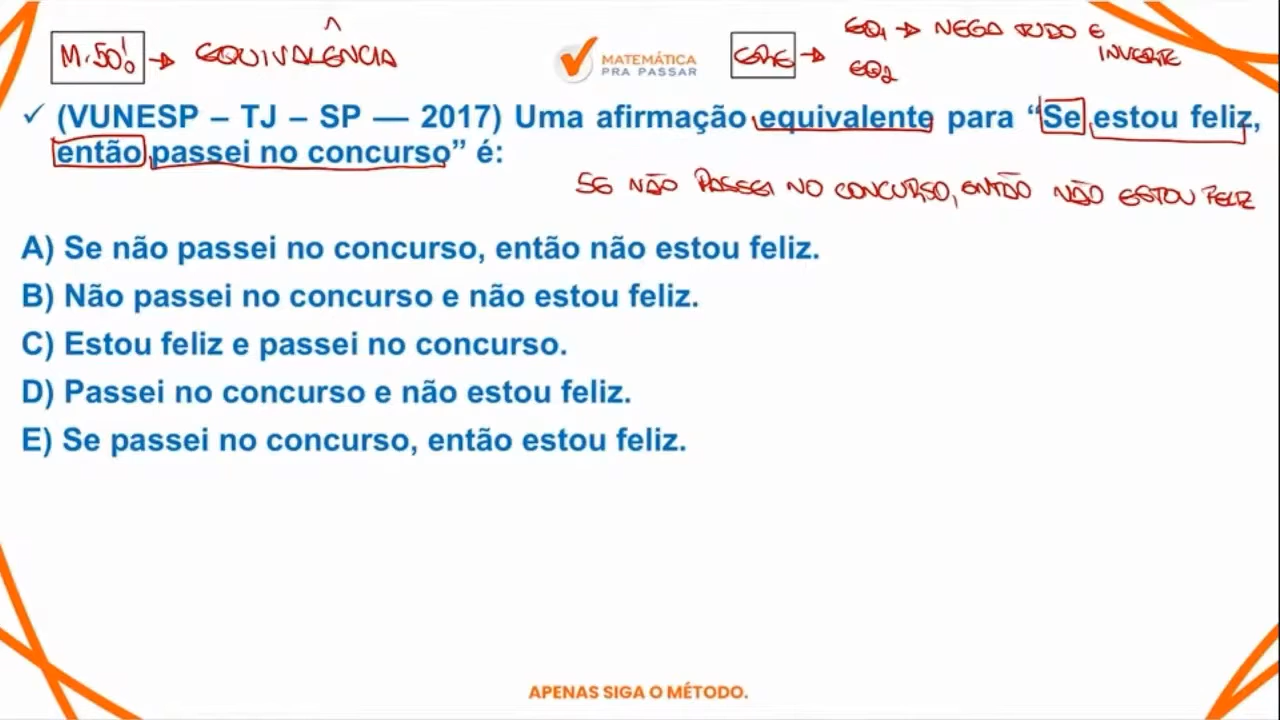 M.50! → EQUIVALÊNCIA
MATEMÁTICA
PRA PASSAR
EQ1 → NEGA TUDO E
INVERTE
EQ2
✓ (VUNESP – TJ – SP — 2017) Uma afirmação equivalente para “Se estou feliz,
então passei no concurso” é:
SE NÃO PASSEI NO CONCURSO, ENTÃO NÃO ESTOU FELIZ
A) Se não passei no concurso, então não estou feliz.
B) Não passei no concurso e não estou feliz.
C) Estou feliz e passei no concurso.
D) Passei no concurso e não estou feliz.
E) Se passei no concurso, então estou feliz.
APENAS SIGA O MÉTODO.